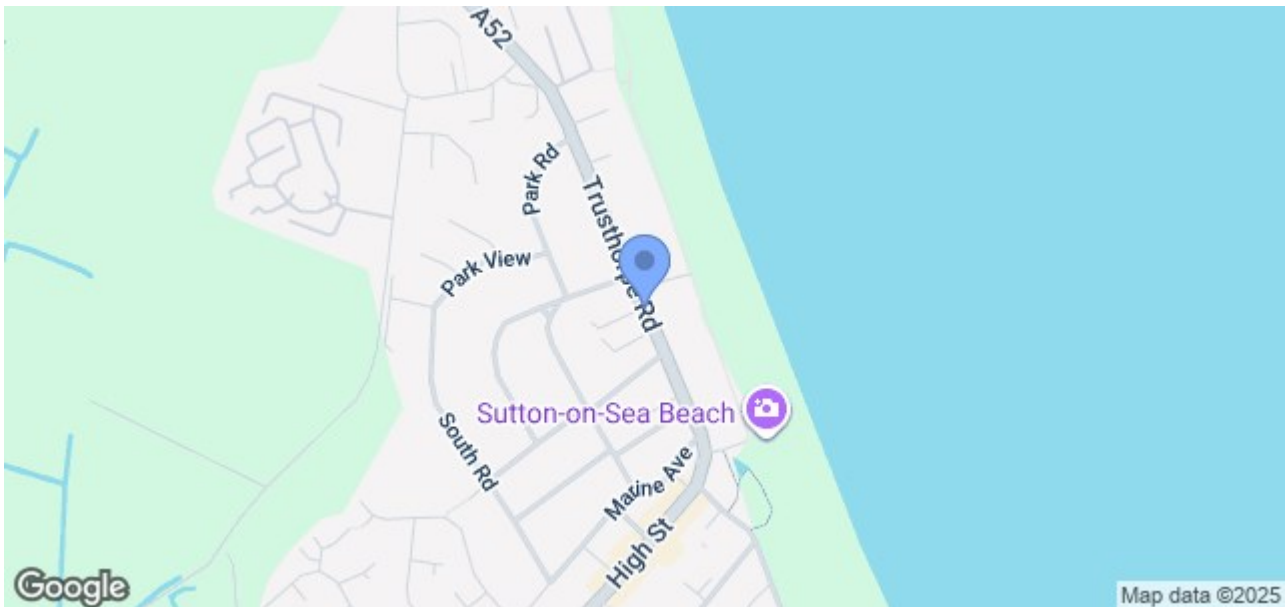 A52
Park Rd
Trusthorpe Rd
Park View
Sutton-on-Sea Beach
South Rd
Marine Ave
High St
Google
Map data ©2025